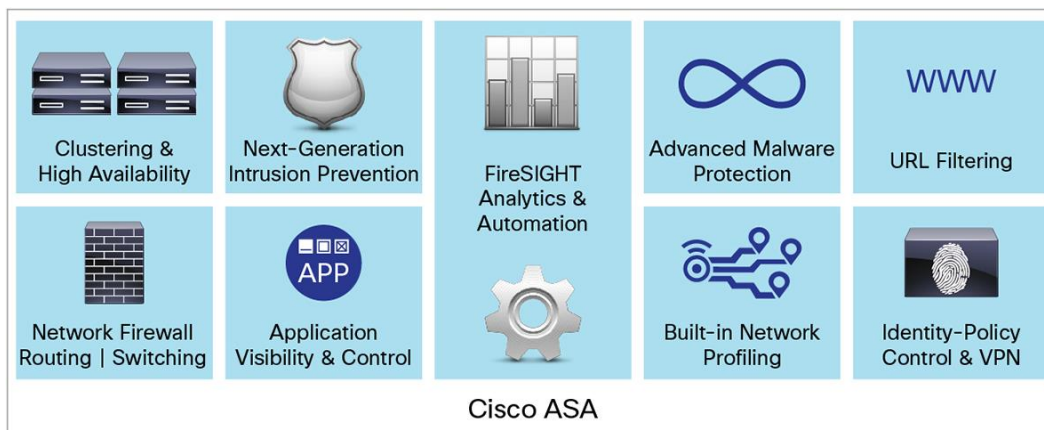 Clustering &
High Availability
Next-Generation
Intrusion Prevention
FireSIGHT
Analytics &
Automation
Advanced Malware
Protection
WWW
URL Filtering
Network Firewall
Routing | Switching
APP
Application
Visibility & Control
Built-in Network
Profiling
Identity-Policy
Control & VPN
Cisco ASA